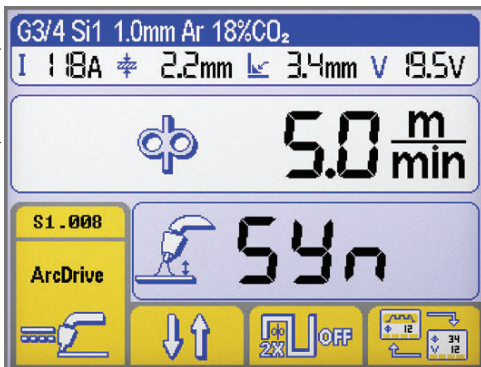 G3/4 Si1 1.0mm Ar 18%CO₂
I 118A 2.2mm 3.4mm V 19.5V
5.0 m/min
S1.008
Syn
ArcDrive
2X OFF
12 34
V 12